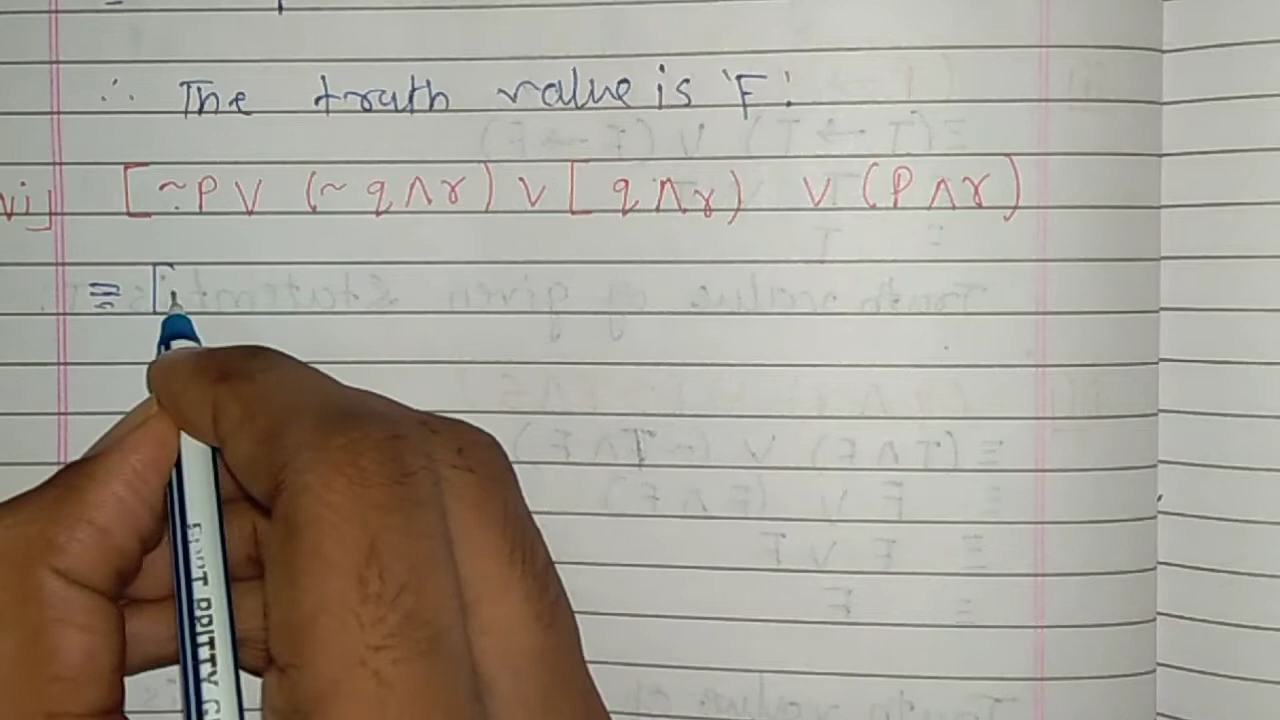 ∴ The truth value is 'F'.
vi] [~P V (~ q Λ r) V [ q Λ r) V (P Λ r)
≡ [